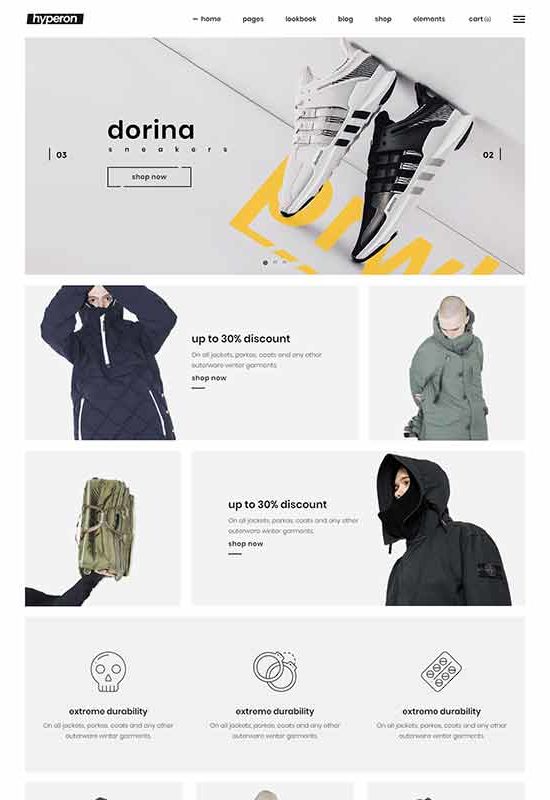 hyperon
home pages lookbook blog shop elements cart (0)
dorina
sneakers
03
02
shop now
up to 30% discount
On all jackets, parkas, coats and any other
outerware winter garments.
shop now
up to 30% discount
On all jackets, parkas, coats and any other
outerware winter garments.
shop now
extreme durability
extreme durability
extreme durability
On all jackets, parkas, coats and any other
outerware winter garments.
On all jackets, parkas, coats and any other
outerware winter garments.
On all jackets, parkas, coats and any other
outerware winter garments.